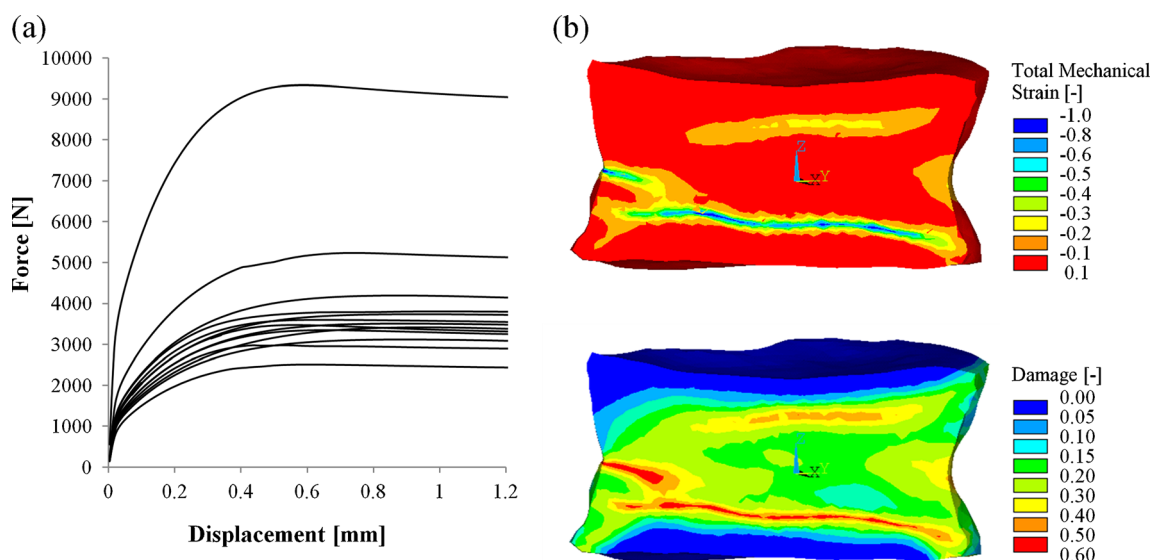 (a)
10000
9000
8000
7000
6000
5000
4000
3000
2000
1000
0
Force [N]
0 0.2 0.4 0.6 0.8 1 1.2
Displacement [mm]
(b)
Z
X Y
Total Mechanical
Strain [-]
-1.0
-0.8
-0.6
-0.5
-0.4
-0.3
-0.2
-0.1
0.1
Z
X Y
Damage [-]
0.00
0.05
0.10
0.15
0.20
0.30
0.40
0.50
0.60